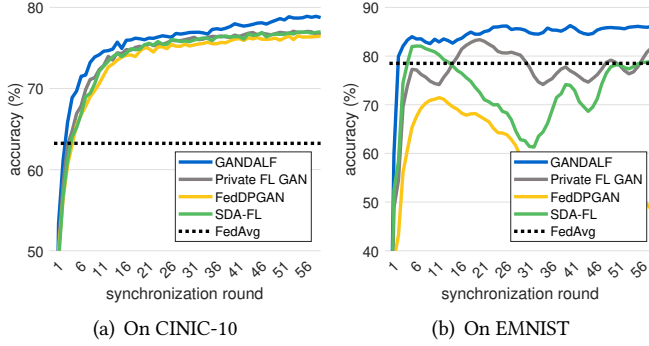 80
70
60
50
accuracy (%)
GANDALF
Private FL GAN
FedDPGAN
SDA-FL
FedAvg
1 6 11 16 21 26 31 36 41 46 51 56
synchronization round
(a) On CINIC-10
90
80
70
60
50
40
accuracy (%)
GANDALF
Private FL GAN
FedDPGAN
SDA-FL
FedAvg
1 6 11 16 21 26 31 36 41 46 51 56
synchronization round
(b) On EMNIST